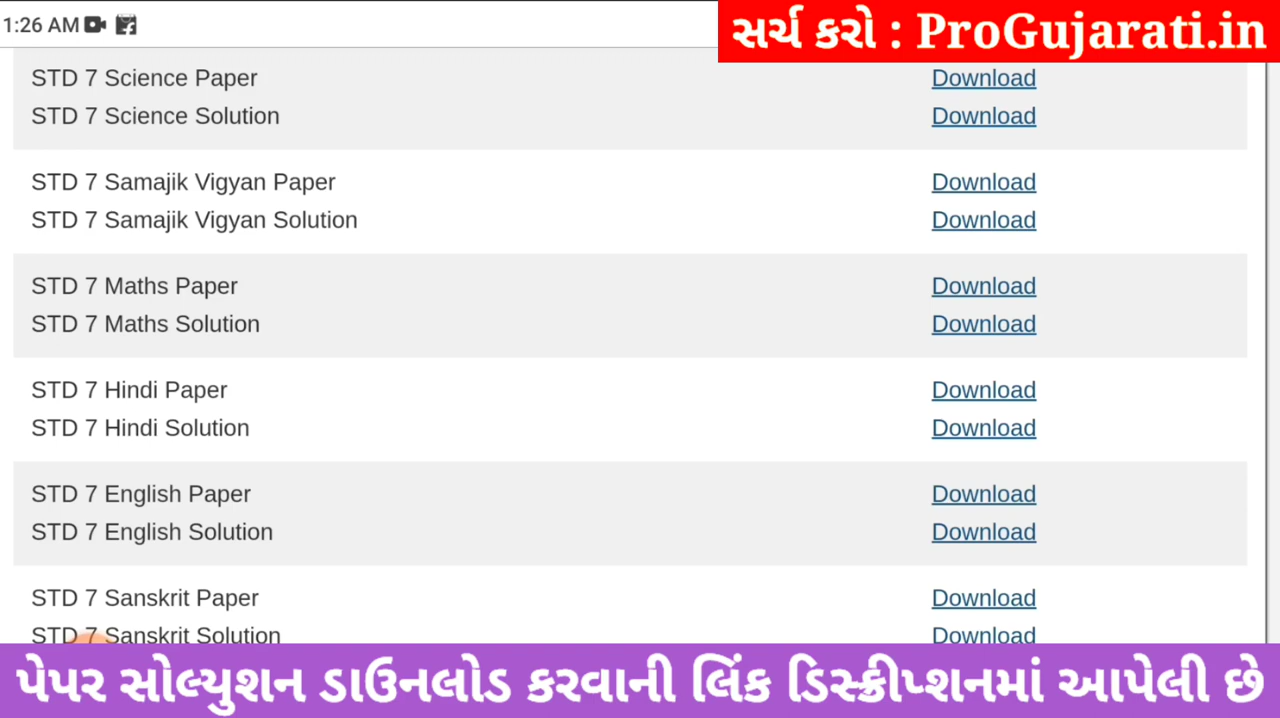 1:26 AM
સર્ચ કરો : ProGujarati.in
STD 7 Science Paper Download
STD 7 Science Solution Download
STD 7 Samajik Vigyan Paper Download
STD 7 Samajik Vigyan Solution Download
STD 7 Maths Paper Download
STD 7 Maths Solution Download
STD 7 Hindi Paper Download
STD 7 Hindi Solution Download
STD 7 English Paper Download
STD 7 English Solution Download
STD 7 Sanskrit Paper Download
STD 7 Sanskrit Solution Download
પેપર સોલ્યુશન ડાઉનલોડ કરવાની લિંક ડિસ્ક્રીપ્શનમાં આપેલી છે